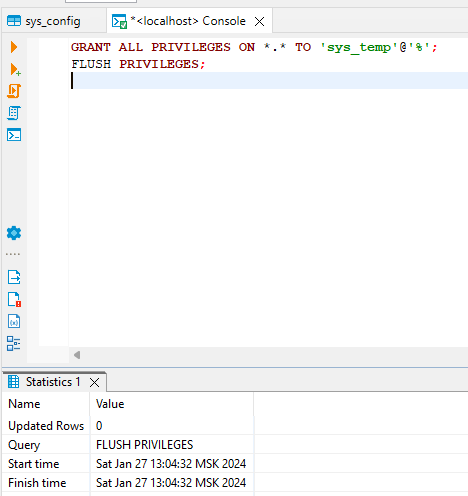 sys_config
*<localhost> Console
GRANT ALL PRIVILEGES ON *.* TO 'sys_temp'@'%';
FLUSH PRIVILEGES;
Statistics 1
Name Value
Updated Rows 0
Query FLUSH PRIVILEGES
Start time Sat Jan 27 13:04:32 MSK 2024
Finish time Sat Jan 27 13:04:32 MSK 2024